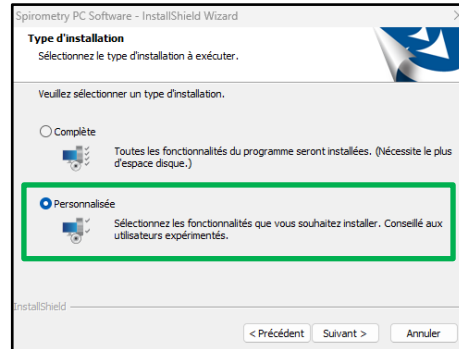 Spirometry PC Software - InstallShield Wizard
Type d'installation
Sélectionnez le type d'installation à exécuter.
Veuillez sélectionner un type d'installation.
Complète
Toutes les fonctionnalités du programme seront installées. (Nécessite le plus
d'espace disque.)
Personnalisée
Sélectionnez les fonctionnalités que vous souhaitez installer. Conseillé aux
utilisateurs expérimentés.
InstallShield
< Précédent Suivant > Annuler